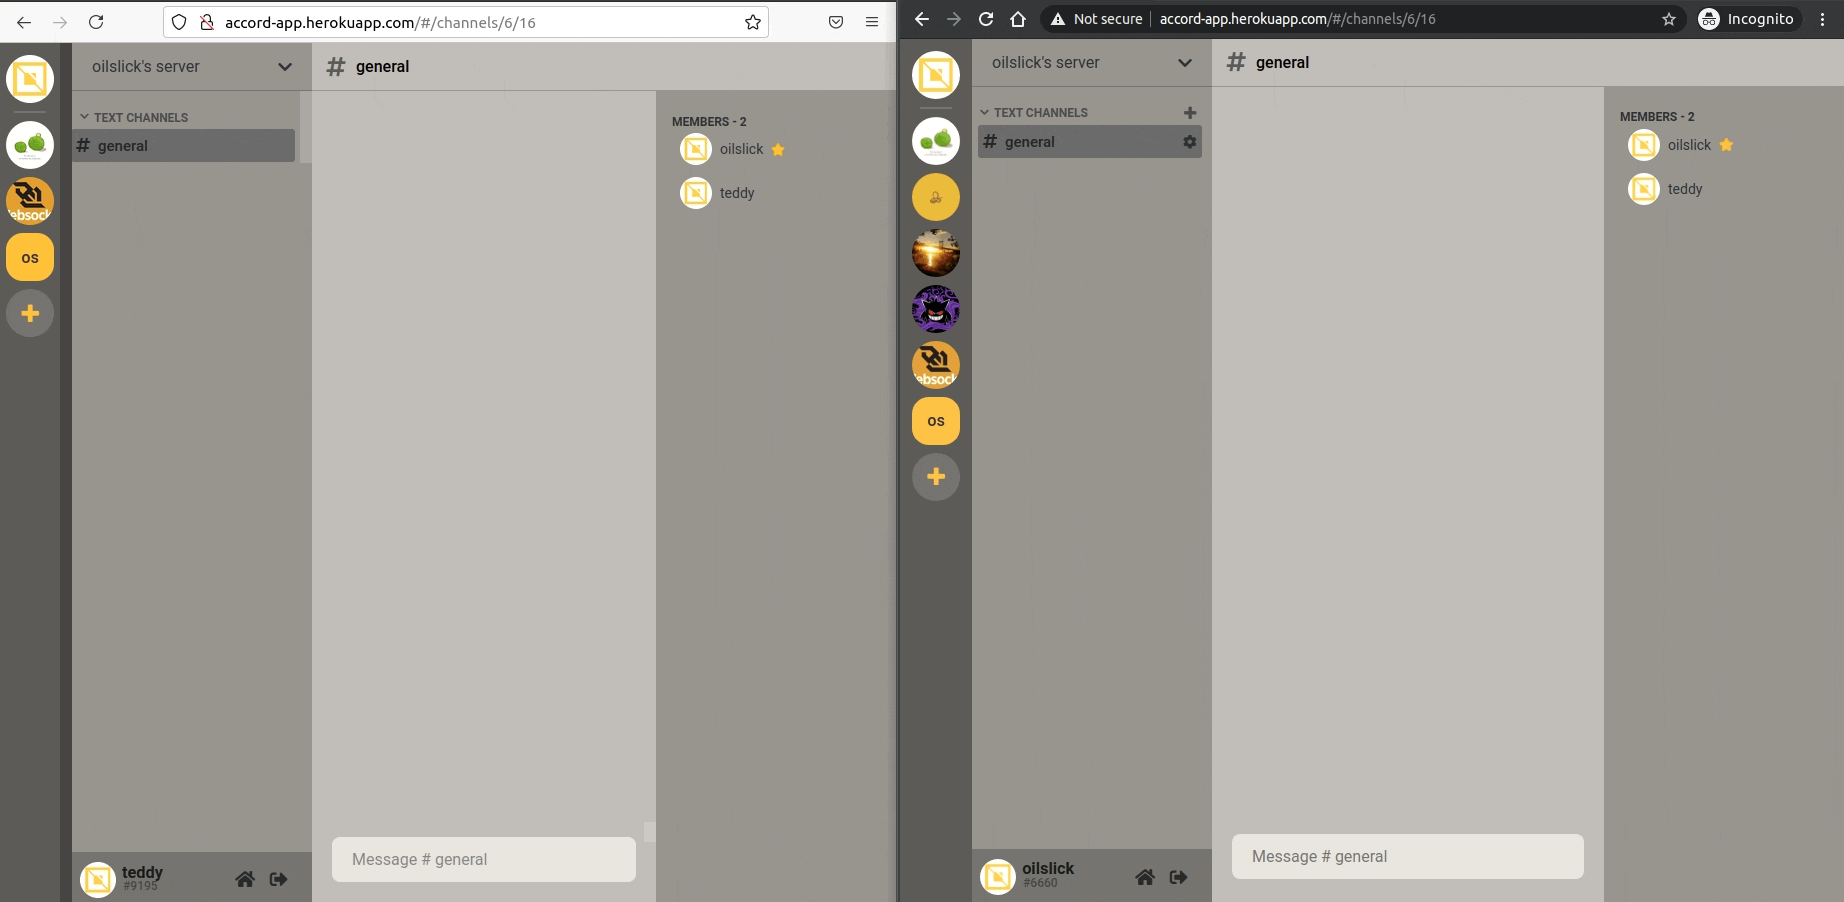 accord-app.herokuapp.com/#/channels/6/16
oilslick's server
# general
TEXT CHANNELS
# general
MEMBERS - 2
oilslick
teddy
ebsock
OS
Message # general
teddy
#9195
Not secure
accord-app.herokuapp.com/#/channels/6/16
Incognito
oilslick's server
# general
TEXT CHANNELS
# general
MEMBERS - 2
oilslick
teddy
ebsock
OS
Message # general
oilslick
#6660